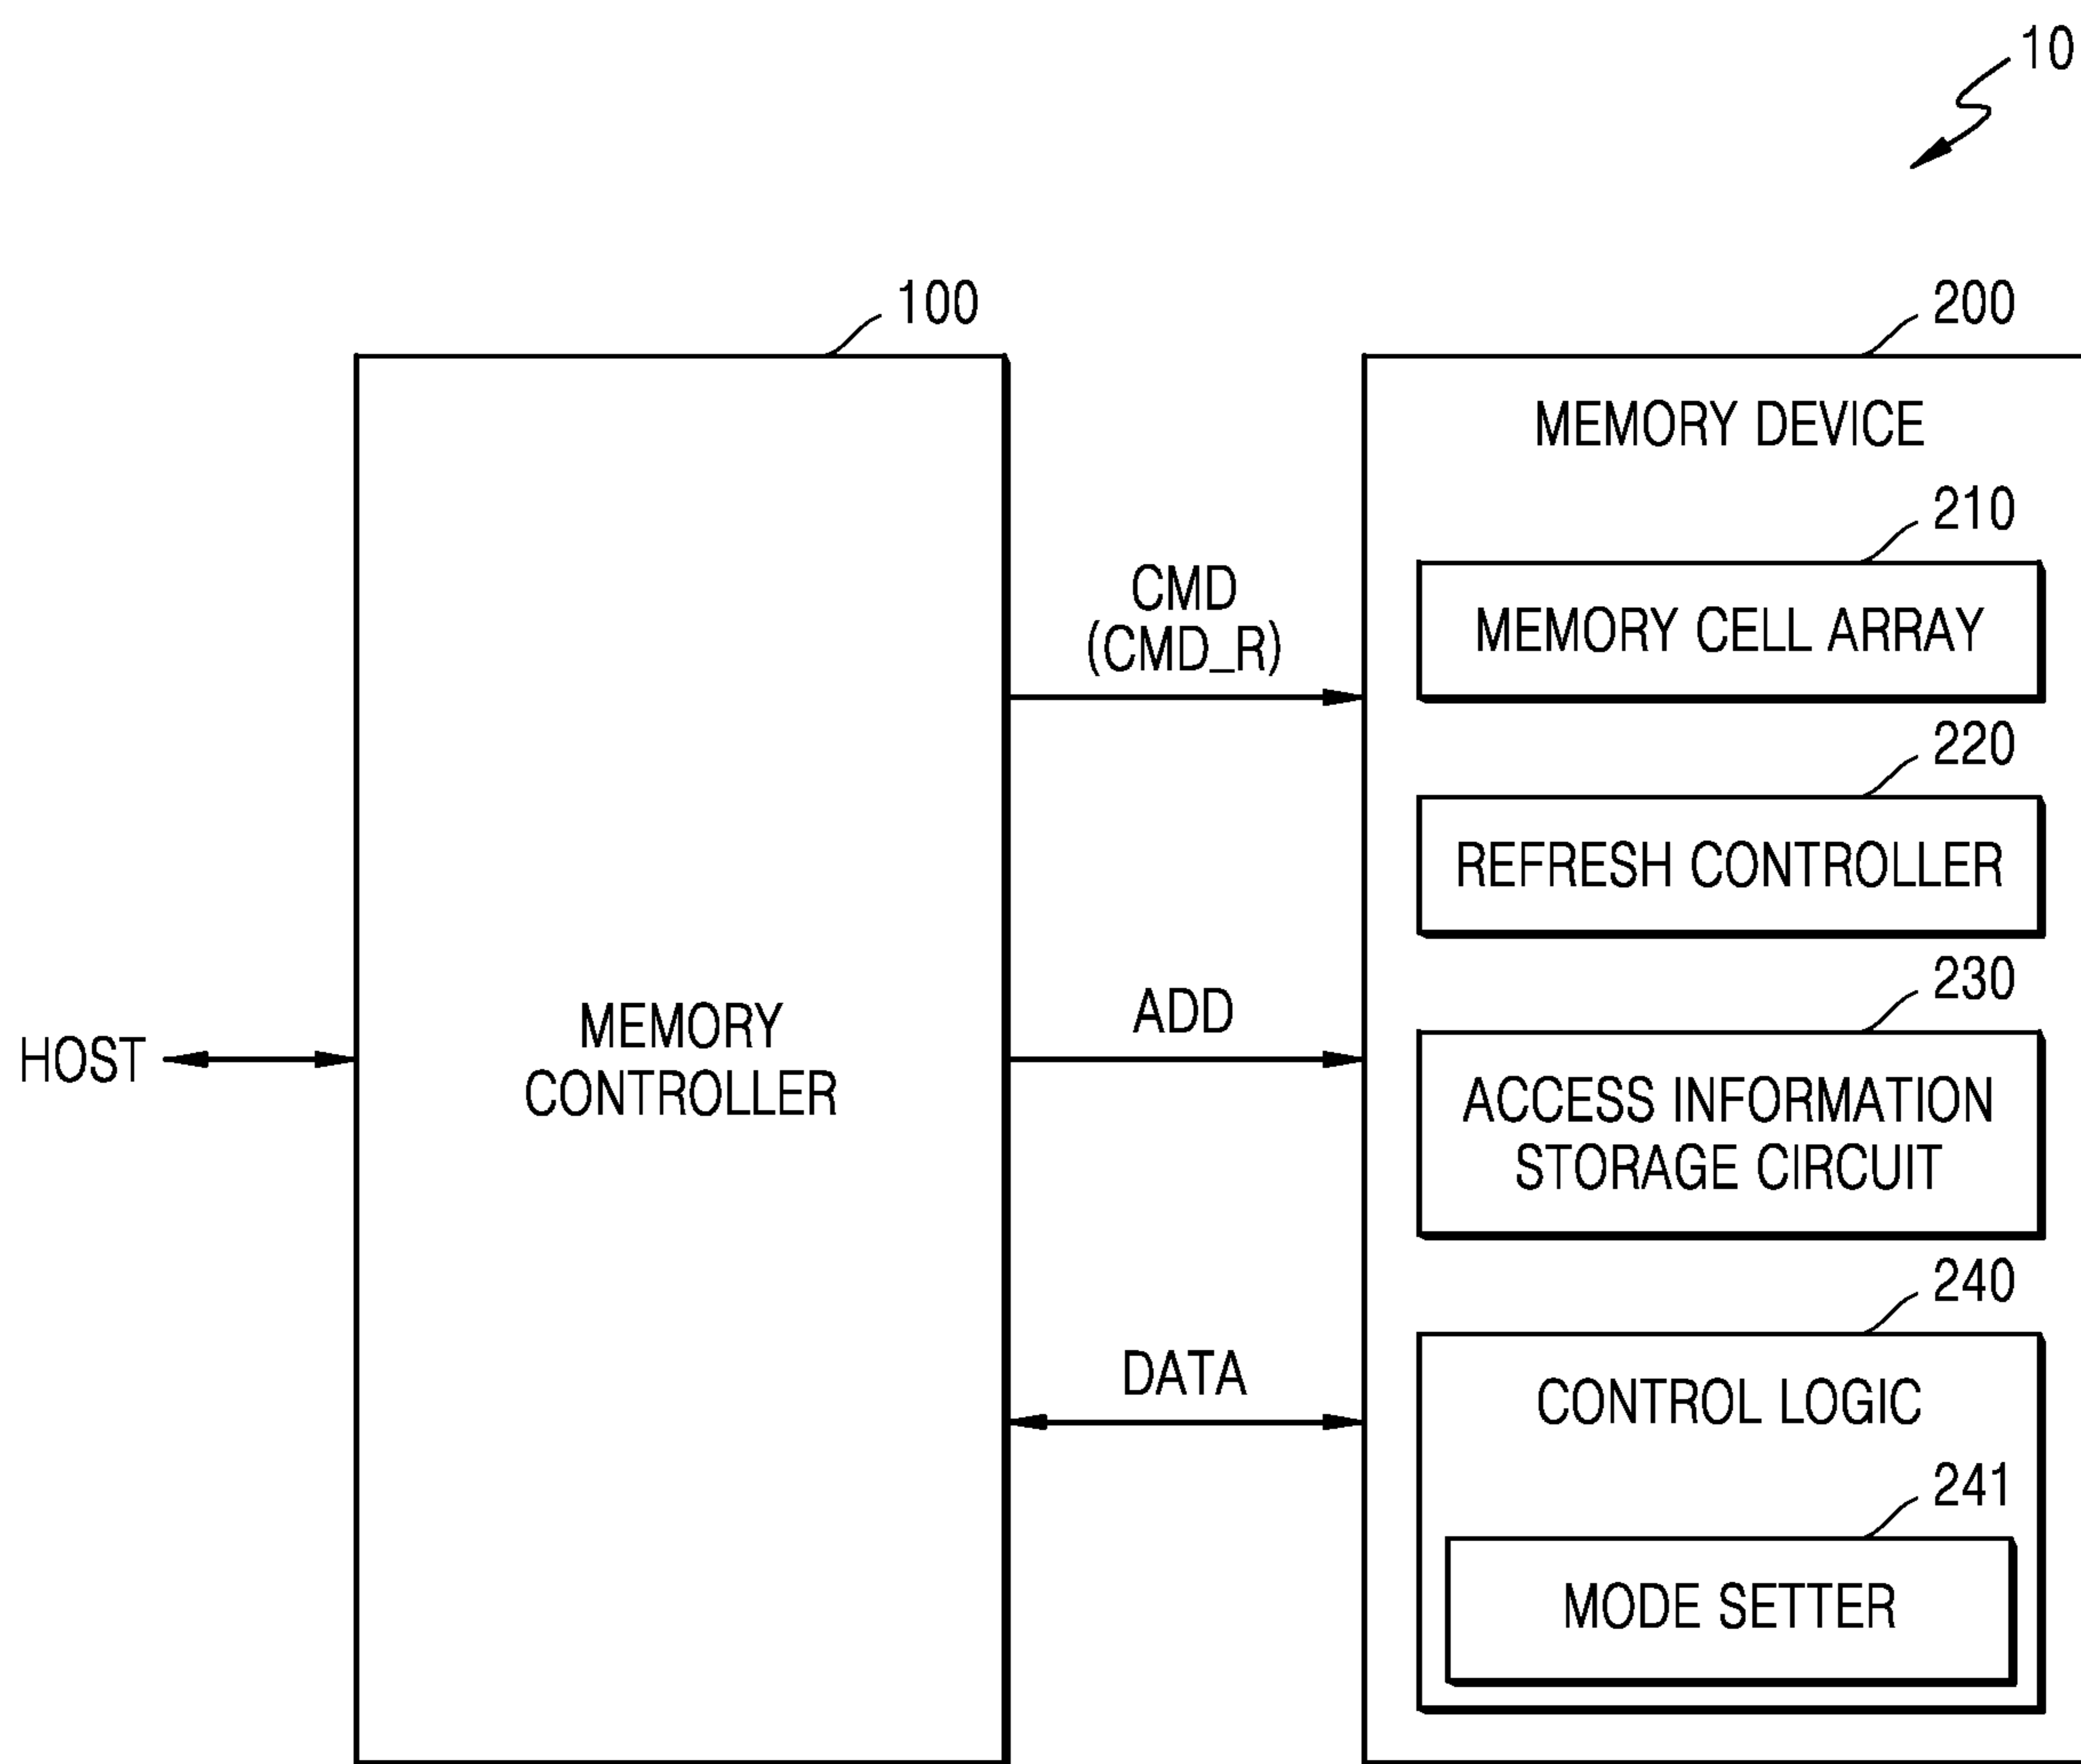 10
100
200
MEMORY DEVICE
210
CMD
(CMD_R)
MEMORY CELL ARRAY
220
REFRESH CONTROLLER
230
HOST
MEMORY
CONTROLLER
ADD
ACCESS INFORMATION
STORAGE CIRCUIT
240
DATA
CONTROL LOGIC
241
MODE SETTER